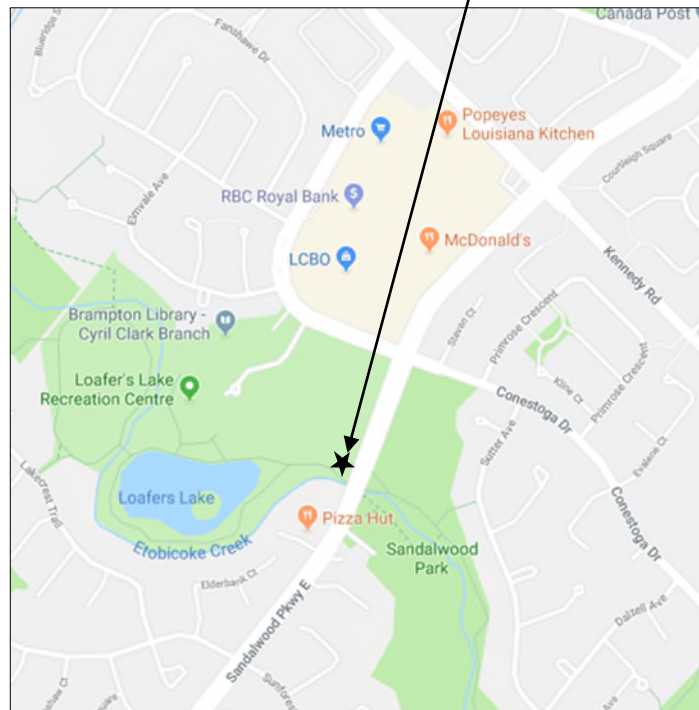 Canada Post
Blueridge S
Fanshawe Dr
Popeyes
Louisiana Kitchen
Metro
Courtleigh Square
Elmvale Ave
RBC Royal Bank
McDonald's
LCBO
Kennedy Rd
Brampton Library -
Cyril Clark Branch
Steven Ct
Primrose Crescent
Loafer's Lake
Recreation Centre
Kline Ct
Primrose Crescent
Conestoga Dr
Sutter Ave
Evalene Ct
Lakecrest Trail
Loafers Lake
Pizza Hut
Conestoga Dr
Etobicoke Creek
Sandalwood
Park
Elderbank Ct
Sandalwood Pkwy E
Dalzell Ave
Sunfores